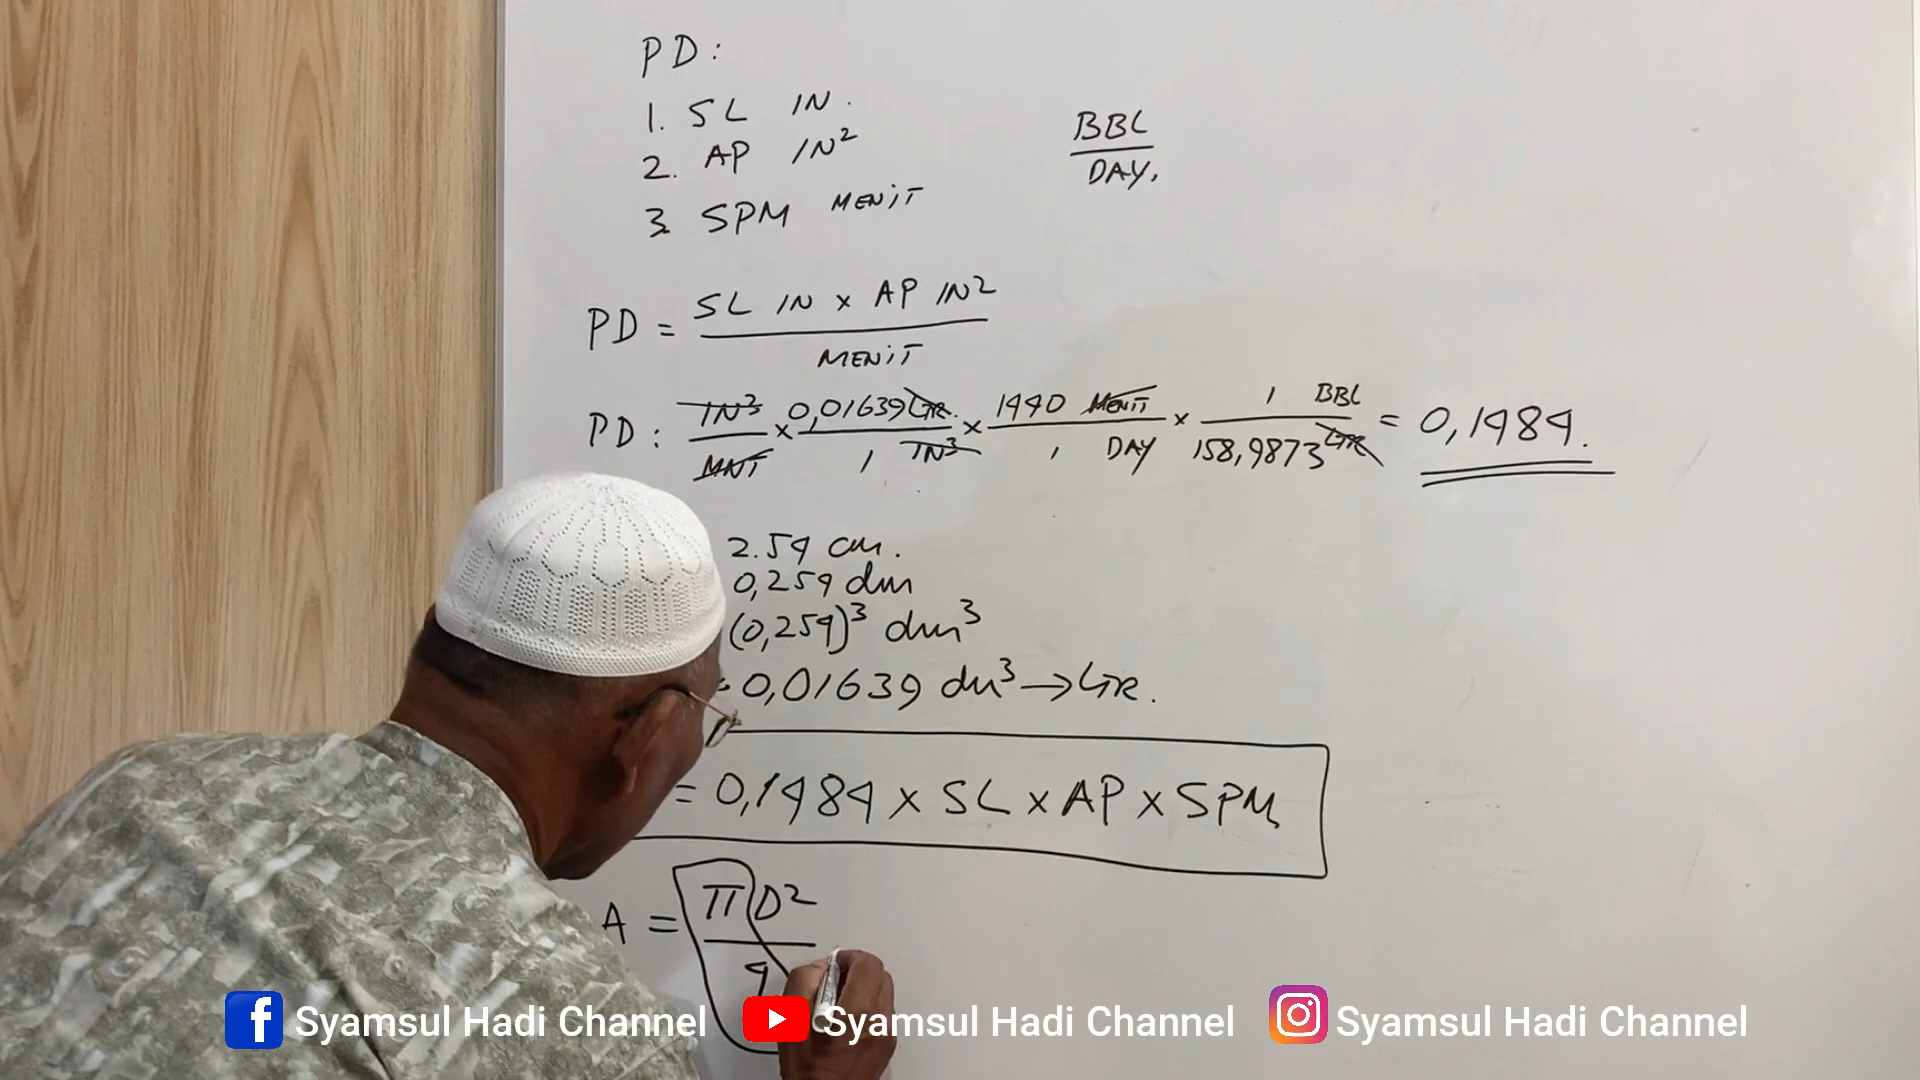 PD:
1. SL IN.
2. AP IN²
3. SPM MENIT
BBL
DAY.
PD = SL IN x AP IN²
MENIT
PD: IN³ x 0,01639 LTR. x 1440 MENIT x 1 BBL = 0,1484.
MNT 1 IN³ 1 DAY 158,9873 LTR
2.54 cm.
0,254 dm
(0,254)³ dm³
= 0,01639 dm³ → LTR.
= 0,1484 x SL x AP x SPM
A = πD²
4
Syamsul Hadi Channel Syamsul Hadi Channel Syamsul Hadi Channel